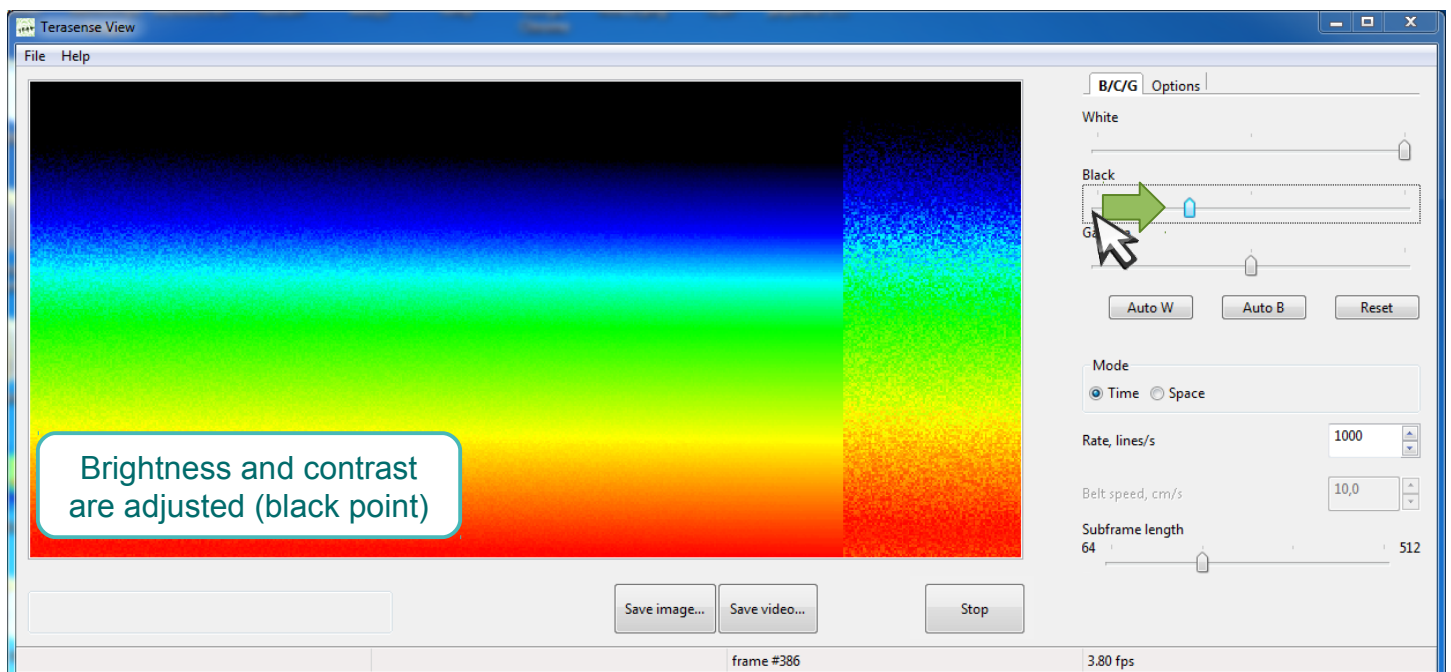 Terasense View
File Help
B/C/G Options
White
Black
Auto W Auto B Reset
Mode
Time Space
Rate, lines/s 1000
Belt speed, cm/s 10,0
Subframe length
64 512
Brightness and contrast
are adjusted (black point)
Save image... Save video... Stop
frame #386 3.80 fps